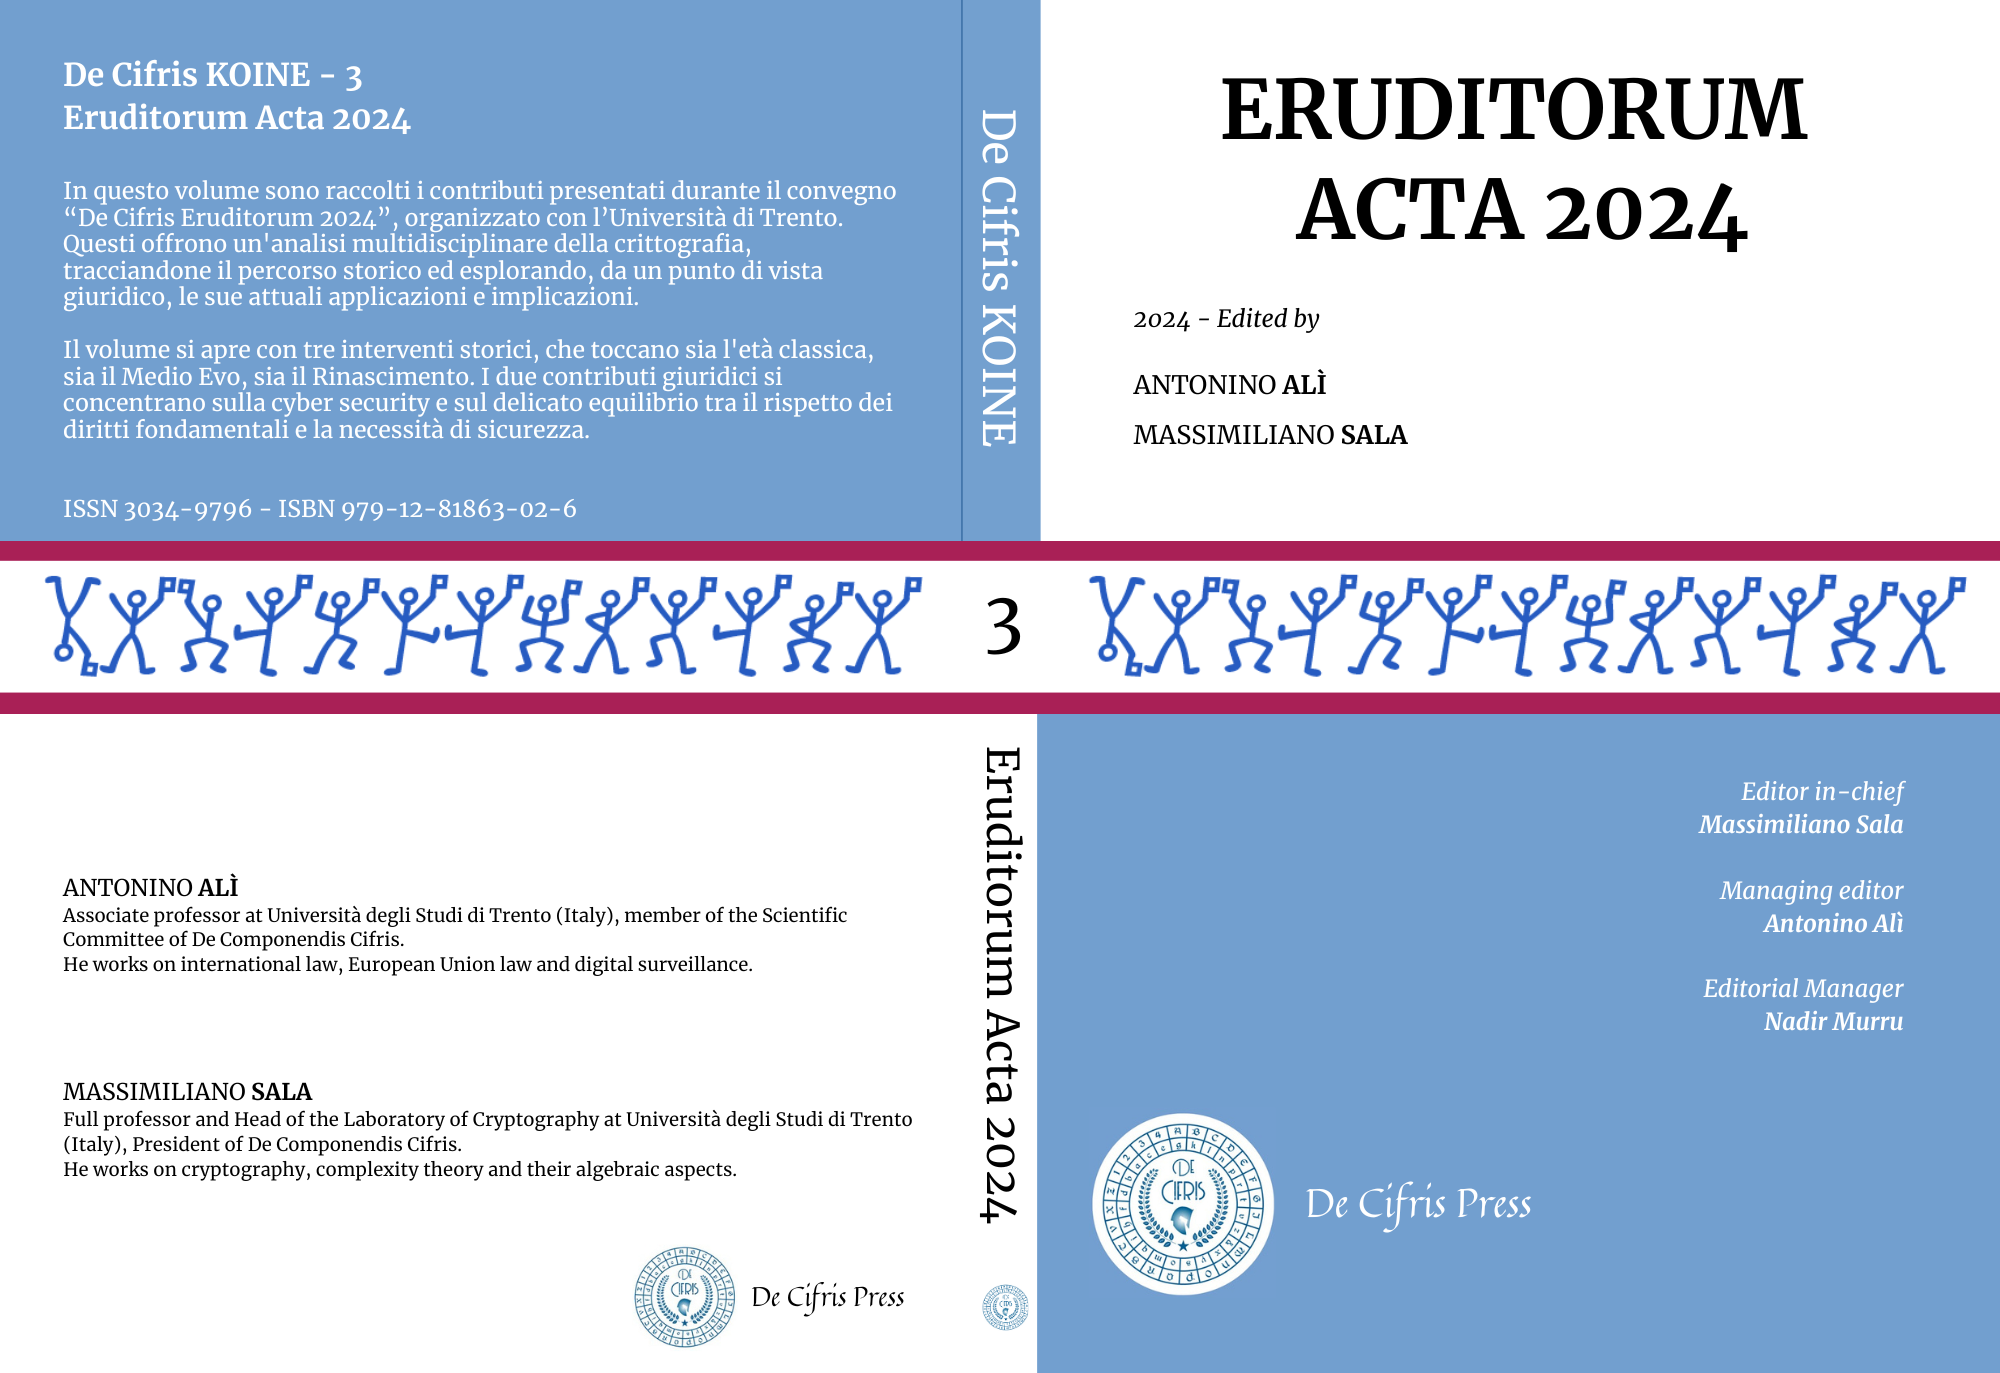 De Cifris KOINE - 3
Eruditorum Acta 2024
In questo volume sono raccolti i contributi presentati durante il convegno
“De Cifris Eruditorum 2024”, organizzato con l’Università di Trento.
Questi offrono un'analisi multidisciplinare della crittografia,
tracciandone il percorso storico ed esplorando, da un punto di vista
giuridico, le sue attuali applicazioni e implicazioni.
Il volume si apre con tre interventi storici, che toccano sia l'età classica,
sia il Medio Evo, sia il Rinascimento. I due contributi giuridici si
concentrano sulla cyber security e sul delicato equilibrio tra il rispetto dei
diritti fondamentali e la necessità di sicurezza.
ISSN 3034-9796 - ISBN 979-12-81863-02-6
ANTONINO ALÌ
Associate professor at Università degli Studi di Trento (Italy), member of the Scientific
Committee of De Componendis Cifris.
He works on international law, European Union law and digital surveillance.
MASSIMILIANO SALA
Full professor and Head of the Laboratory of Cryptography at Università degli Studi di Trento
(Italy), President of De Componendis Cifris.
He works on cryptography, complexity theory and their algebraic aspects.
DE
CIFRIS
De Cifris Press
De Cifris KOINE
3
Eruditorum Acta 2024
ERUDITORUM
ACTA 2024
2024 - Edited by
ANTONINO ALÌ
MASSIMILIANO SALA
Editor in-chief
Massimiliano Sala
Managing editor
Antonino Alì
Editorial Manager
Nadir Murru
DE
CIFRIS
De Cifris Press